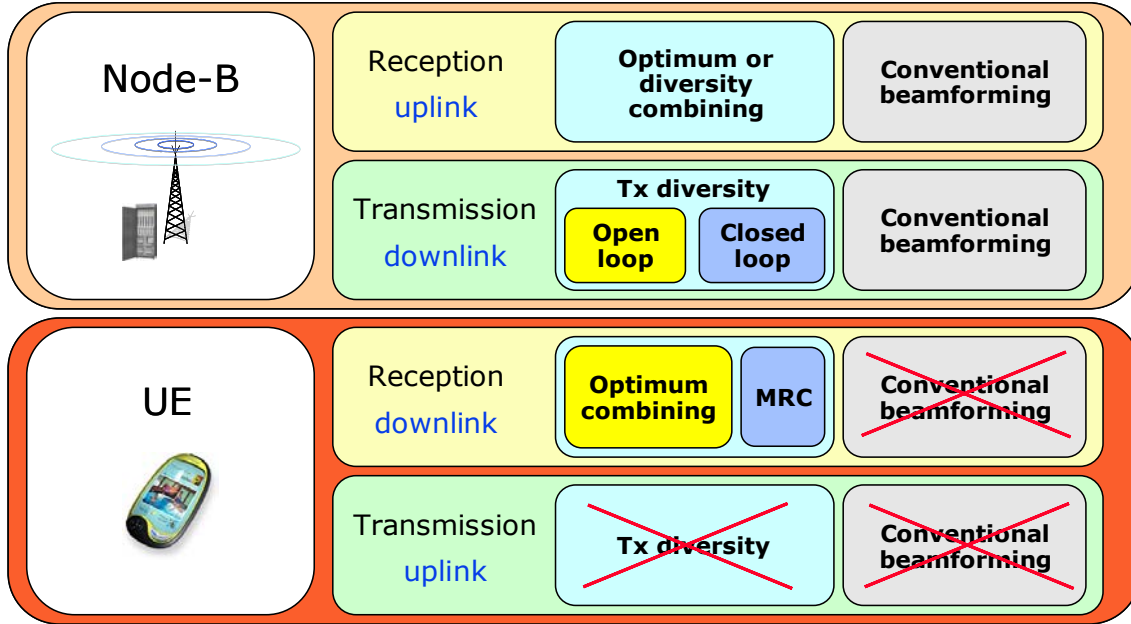 Node-B
Reception
uplink
Optimum or
diversity
combining
Conventional
beamforming
Transmission
downlink
Tx diversity
Open
loop
Closed
loop
Conventional
beamforming
UE
Reception
downlink
Optimum
combining
MRC
Conventional
beamforming
Transmission
uplink
Tx diversity
Conventional
beamforming